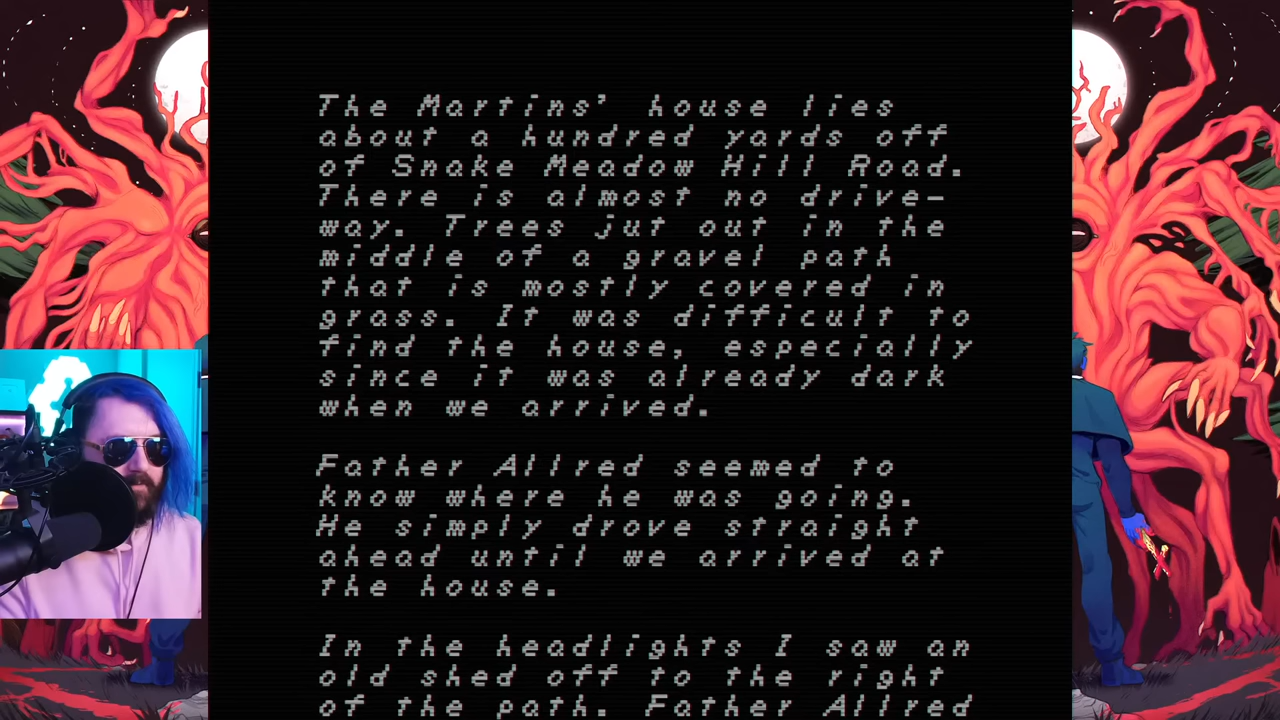 The Martins' house lies
about a hundred yards off
of Snake Meadow Hill Road.
There is almost no drive-
way. Trees jut out in the
middle of a gravel path
that is mostly covered in
grass. It was difficult to
find the house, especially
since it was already dark
when we arrived.
Father Allred seemed to
know where he was going.
He simply drove straight
ahead until we arrived at
the house.
In the headlights I saw an
old shed off to the right
of the path. Father Allred